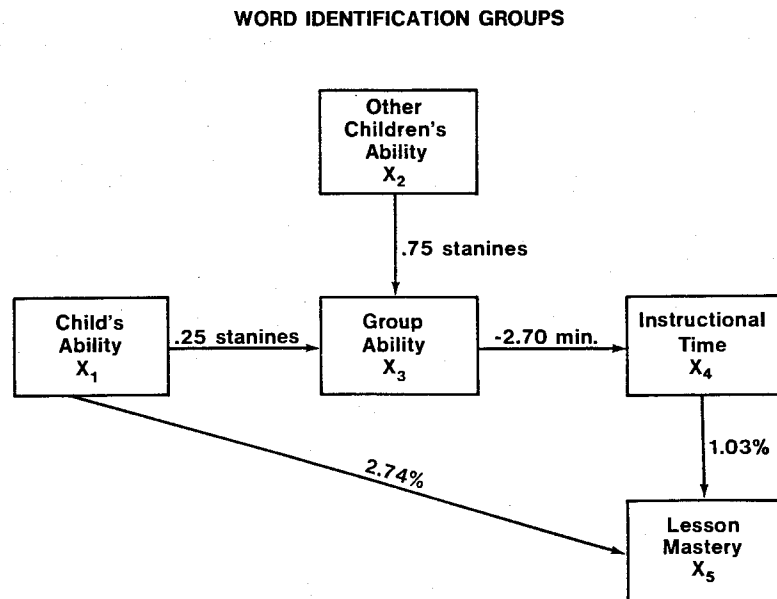 WORD IDENTIFICATION GROUPS
Other
Children's
Ability
X₂
.75 stanines
Child's
Ability
X₁
.25 stanines
Group
Ability
X₃
-2.70 min.
Instructional
Time
X₄
2.74%
1.03%
Lesson
Mastery
X₅